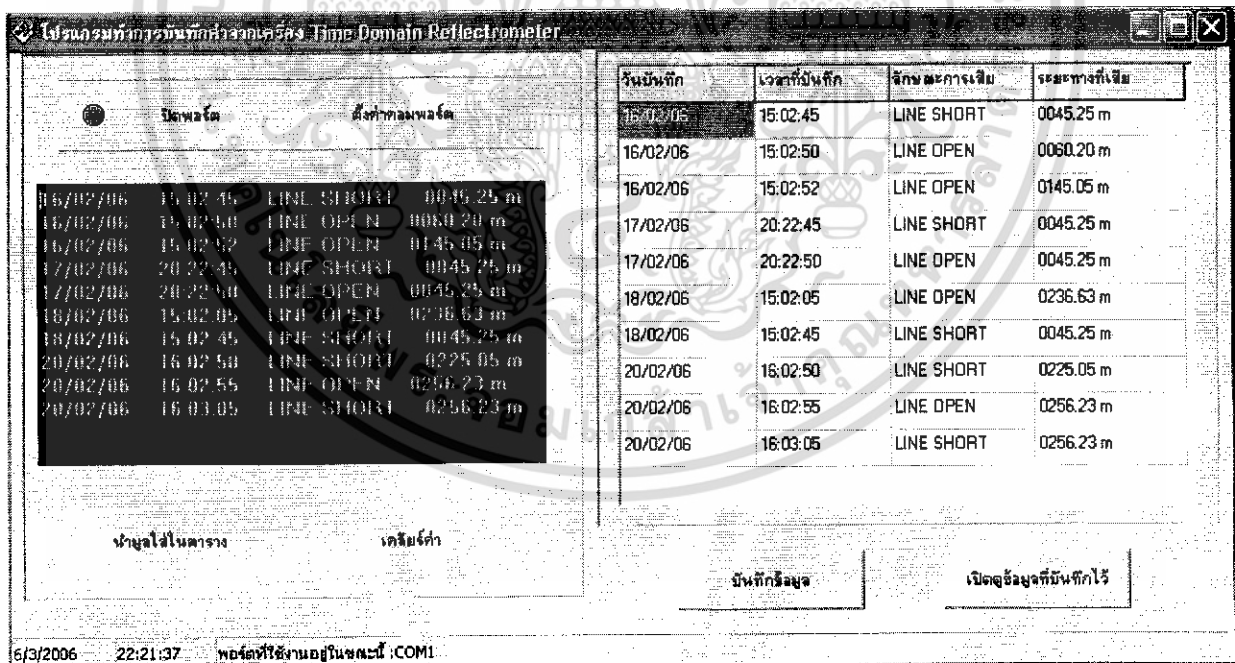 โปรแกรมทำการบันทึกค่าจากเครื่อง Time Domain Reflectrometer
ปิดพอร์ต ตั้งค่าคอมพอร์ต
16/02/06 15:02:45 LINE SHORT 0045.25 m
16/02/06 15:02:50 LINE OPEN 0060.20 m
16/02/06 15:02:52 LINE OPEN 0145.05 m
17/02/06 20:22:45 LINE SHORT 0045.25 m
17/02/06 20:22:50 LINE OPEN 0045.25 m
18/02/06 15:02:05 LINE OPEN 0236.63 m
18/02/06 15:02:45 LINE SHORT 0045.25 m
20/02/06 16:02:50 LINE SHORT 0225.05 m
20/02/06 16:02:55 LINE OPEN 0256.23 m
20/02/06 16:03:05 LINE SHORT 0256.23 m
นำมูลใส่ในตาราง เคลียร์ค่า
วันบันทึก เวลาที่บันทึก ลักษณะการเสีย ระยะทางที่เสีย
16/02/06 15:02:45 LINE SHORT 0045.25 m
16/02/06 15:02:50 LINE OPEN 0060.20 m
16/02/06 15:02:52 LINE OPEN 0145.05 m
17/02/06 20:22:45 LINE SHORT 0045.25 m
17/02/06 20:22:50 LINE OPEN 0045.25 m
18/02/06 15:02:05 LINE OPEN 0236.63 m
18/02/06 15:02:45 LINE SHORT 0045.25 m
20/02/06 16:02:50 LINE SHORT 0225.05 m
20/02/06 16:02:55 LINE OPEN 0256.23 m
20/02/06 16:03:05 LINE SHORT 0256.23 m
บันทึกข้อมูล เปิดดูข้อมูลที่บันทึกไว้
6/3/2006 22:21:37 พอร์ตที่ใช้งานอยู่ในขณะนี้ :COM1